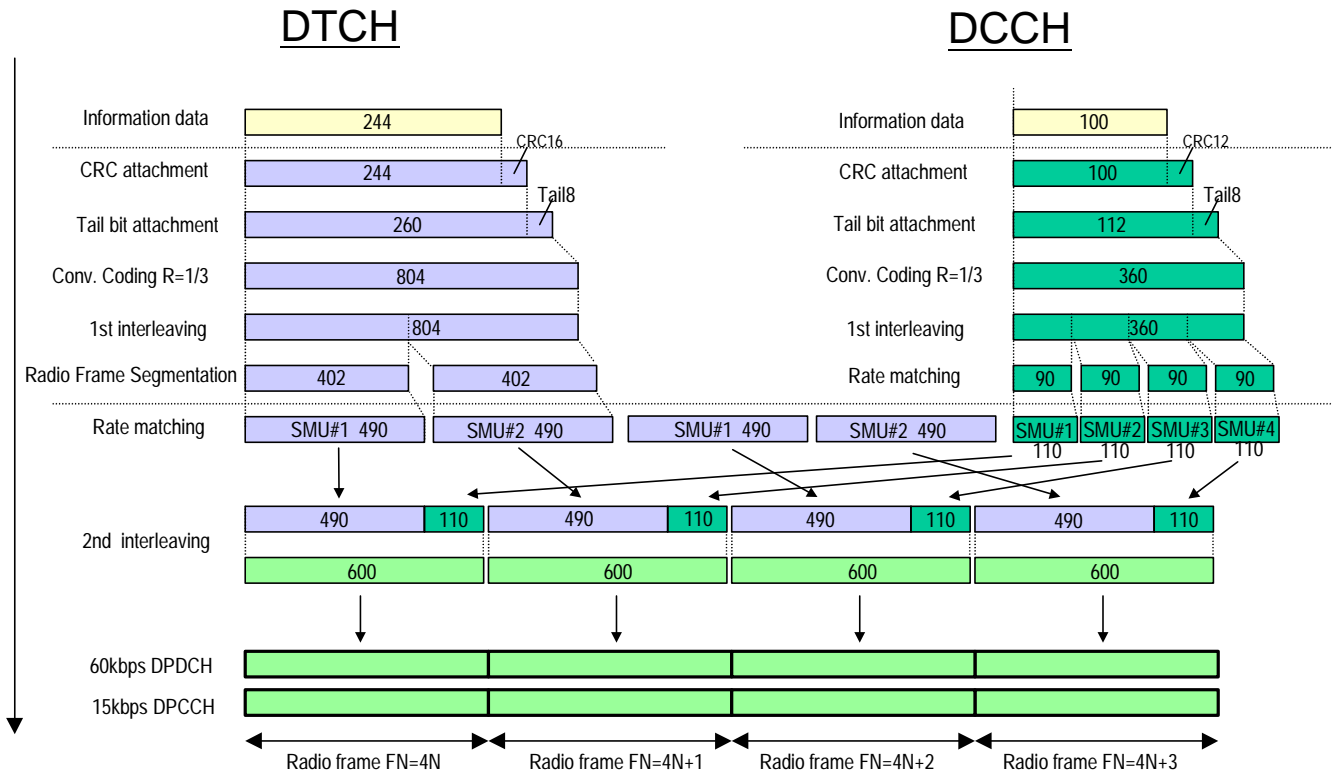 DTCH DCCH
Information data 244 Information data 100
CRC16 CRC12
CRC attachment 244 CRC attachment 100
Tail8 Tail8
Tail bit attachment 260 Tail bit attachment 112
Conv. Coding R=1/3 804 Conv. Coding R=1/3 360
1st interleaving 804 1st interleaving 360
Radio Frame Segmentation 402 402 Rate matching 90 90 90 90
Rate matching SMU#1 490 SMU#2 490 SMU#1 490 SMU#2 490 SMU#1 SMU#2 SMU#3 SMU#4
110 110 110 110
490 110 490 110 490 110 490 110
2nd interleaving
600 600 600 600
60kbps DPDCH
15kbps DPCCH
Radio frame FN=4N Radio frame FN=4N+1 Radio frame FN=4N+2 Radio frame FN=4N+3